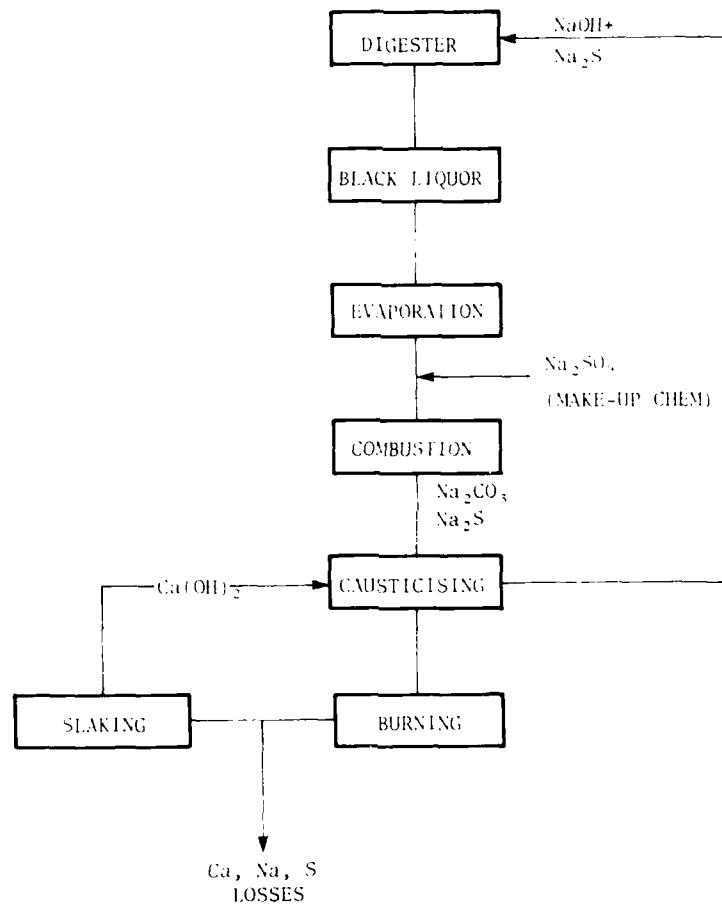 DIGESTER
NaOH+
Na₂S
BLACK LIQUOR
EVAPORATION
Na₂SO₄
(MAKE-UP CHEM)
COMBUSTION
Na₂CO₃
Na₂S
Ca(OH)₂
CAUSTICISING
SLAKING
BURNING
Ca, Na, S
LOSSES